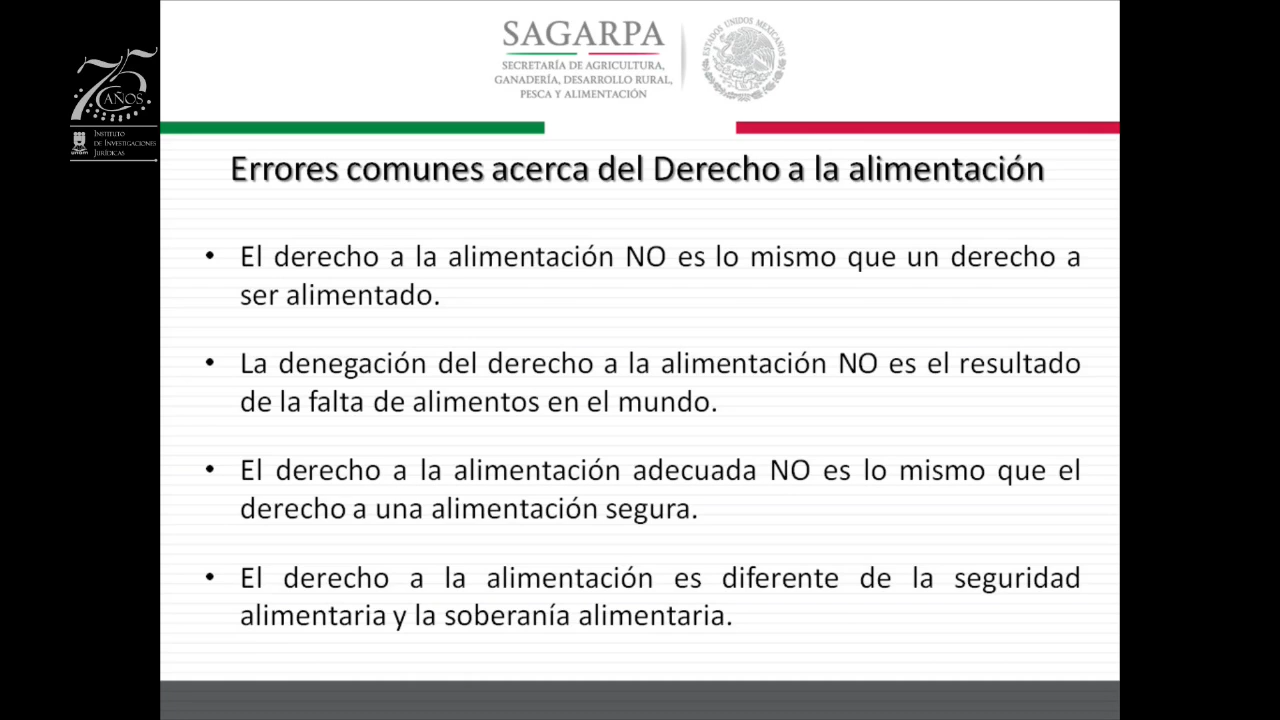 SAGARPA
SECRETARÍA DE AGRICULTURA,
GANADERÍA, DESARROLLO RURAL,
PESCA Y ALIMENTACIÓN
ESTADOS UNIDOS MEXICANOS
75
AÑOS
INSTITUTO
DE INVESTIGACIONES
JURÍDICAS
UNAM
Errores comunes acerca del Derecho a la alimentación
• El derecho a la alimentación NO es lo mismo que un derecho a
ser alimentado.
• La denegación del derecho a la alimentación NO es el resultado
de la falta de alimentos en el mundo.
• El derecho a la alimentación adecuada NO es lo mismo que el
derecho a una alimentación segura.
• El derecho a la alimentación es diferente de la seguridad
alimentaria y la soberanía alimentaria.